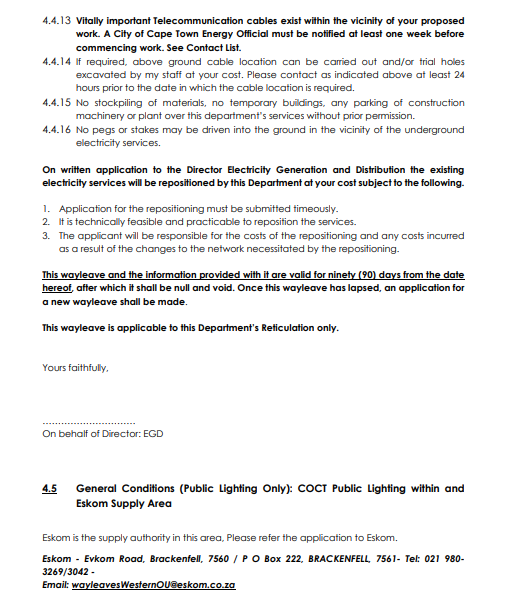 4.4.13 Vitally important Telecommunication cables exist within the vicinity of your proposed
work. A City of Cape Town Energy Official must be notified at least one week before
commencing work. See Contact List.
4.4.14 If required, above ground cable location can be carried out and/or trial holes
excavated by my staff at your cost. Please contact as indicated above at least 24
hours prior to the date in which the cable location is required.
4.4.15 No stockpiling of materials, no temporary buildings, any parking of construction
machinery or plant over this department's services without prior permission.
4.4.16 No pegs or stakes may be driven into the ground in the vicinity of the underground
electricity services.
On written application to the Director Electricity Generation and Distribution the existing
electricity services will be repositioned by this Department at your cost subject to the following.
1. Application for the repositioning must be submitted timeously.
2. It is technically feasible and practicable to reposition the services.
3. The applicant will be responsible for the costs of the repositioning and any costs incurred
as a result of the changes to the network necessitated by the repositioning.
This wayleave and the information provided with it are valid for ninety (90) days from the date
hereof, after which it shall be null and void. Once this wayleave has lapsed, an application for
a new wayleave shall be made.
This wayleave is applicable to this Department's Reticulation only.
Yours faithfully,
..............................
On behalf of Director: EGD
4.5 General Conditions (Public Lighting Only): COCT Public Lighting within and
Eskom Supply Area
Eskom is the supply authority in this area, Please refer the application to Eskom.
Eskom - Evkom Road, Brackenfell, 7560 / P O Box 222, BRACKENFELL, 7561- Tel: 021 980-
3269/3042 -
Email: wayleavesWesternOU@eskom.co.za